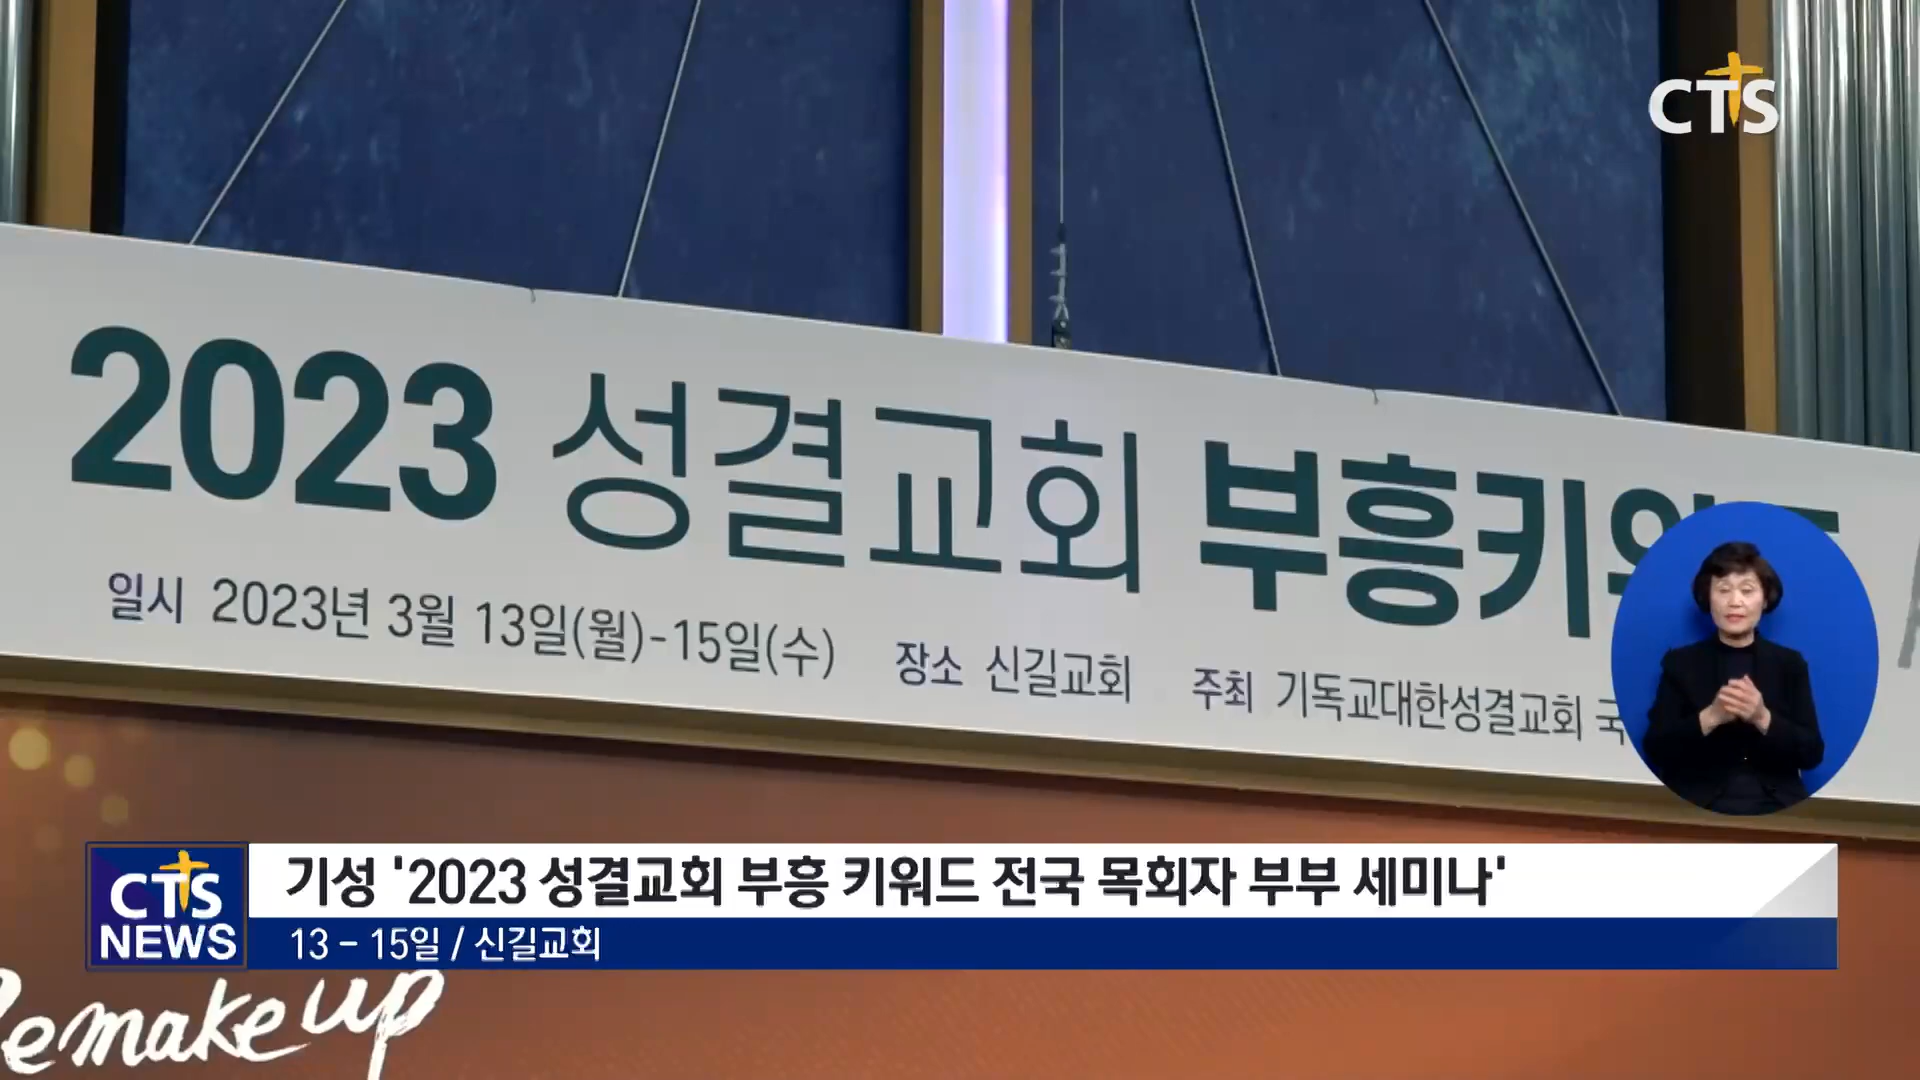 CTS
2023 성결교회 부흥키워드
일시 2023년 3월 13일(월)-15일(수) 장소 신길교회 주최 기독교대한성결교회 국
CTS
NEWS
기성 '2023 성결교회 부흥 키워드 전국 목회자 부부 세미나'
13 - 15일 / 신길교회
Remake up